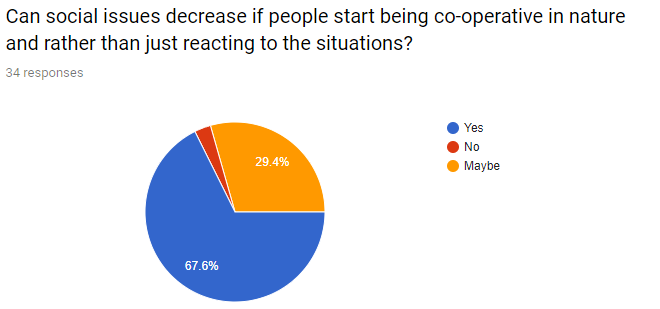 Can social issues decrease if people start being co-operative in nature
and rather than just reacting to the situations?
34 responses
Yes
No
Maybe
29.4%
67.6%